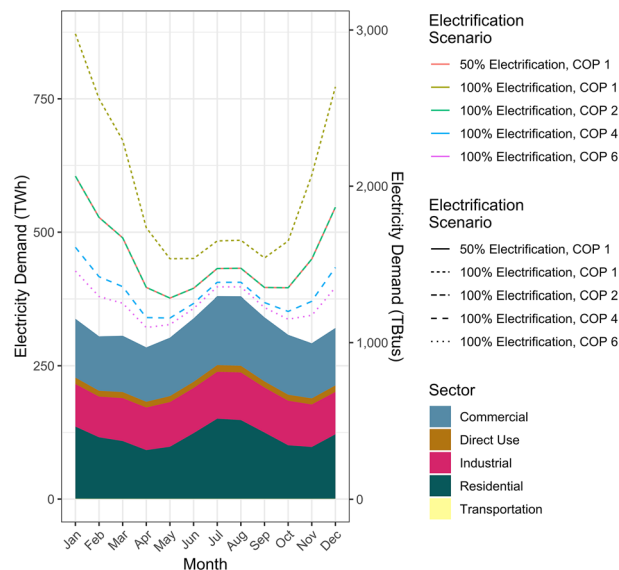 Electricity Demand (TWh)
750
500
250
0
3,000
2,000
1,000
0
Electricity Demand (TBtus)
Jan
Feb
Mar
Apr
May
Jun
Jul
Aug
Sep
Oct
Nov
Dec
Month
Electrification
Scenario
50% Electrification, COP 1
100% Electrification, COP 1
100% Electrification, COP 2
100% Electrification, COP 4
100% Electrification, COP 6
Electrification
Scenario
50% Electrification, COP 1
100% Electrification, COP 1
100% Electrification, COP 2
100% Electrification, COP 4
100% Electrification, COP 6
Sector
Commercial
Direct Use
Industrial
Residential
Transportation